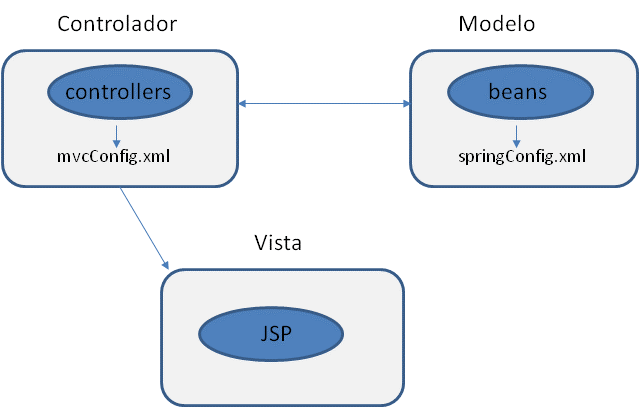 Controlador
Modelo
controllers
beans
mvcConfig.xml
springConfig.xml
Vista
JSP